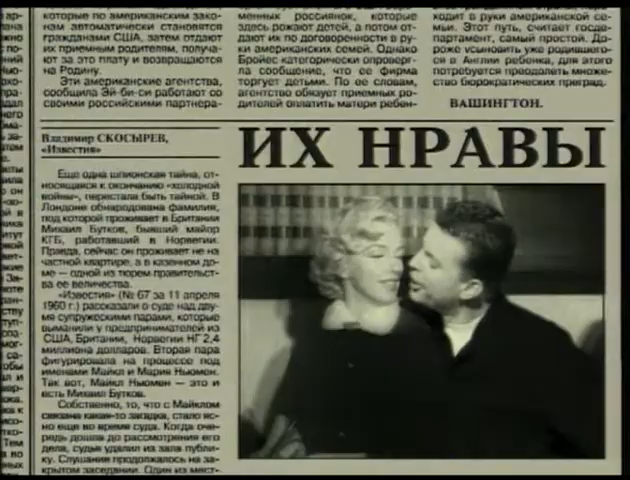 которые по американским зако-
нам автоматически становятся
гражданами США, затем отдают
их приемным родителям, получа-
ют за это плату и возвращаются
на Родину.
Эти американские агентства,
сообщила Эй-би-си работают со
своими российскими партнера-
менных россиянок, которые
здесь рожают детей, а потом от-
дают их по договоренности в ру-
ки американских семей. Однако
Бройес категорически опроверг-
ла сообщение, что ее фирма
торгует детьми. По ее словам,
агентство обязует приемных ро-
дителей оплатить матери ребен-
ходит в руки американской се-
мьи. Этот путь, считает госде-
партамент, самый простой. До-
роже усыновить уже родившего-
ся в Англии ребенка, для этого
потребуется преодолеть множе-
ство бюрократических преград.
ВАШИНГТОН.
Владимир СКОСЫРЕВ,
«Известия»
ИХ НРАВЫ
Еще одна шпионская тайна, от-
носящаяся к окончанию «холодной
войны», перестала быть тайной. В
Лондоне обнародована фамилия,
под которой проживает в Британии
Михаил Бутков, бывший майор
КГБ, работавший в Норвегии.
Правда, сейчас он проживает не на
частной квартире, а в казенном до-
ме — одной из тюрем правительст-
ва ее величества.
«Известия» (№ 67 за 11 апреля
1960 г.) рассказали о суде над двумя
супружескими парами, которые
выманили у предпринимателей из
США, Британии, Норвегии НГ 2,4
миллиона долларов. Вторая пара
фигурировала на процессе под
именами Майкл и Мария Ньюмен.
Так вот, Майкл Ньюмен — это и
есть Михаил Бутков.
Собственно, то, что с Майклом
связана какая-то загадка, стало яс-
но еще во время суда. Когда оче-
редь дошла до рассмотрения его
дела, судья удалил из зала публи-
ку. Слушание продолжалось на за-
крытом заседании. Один из мест-